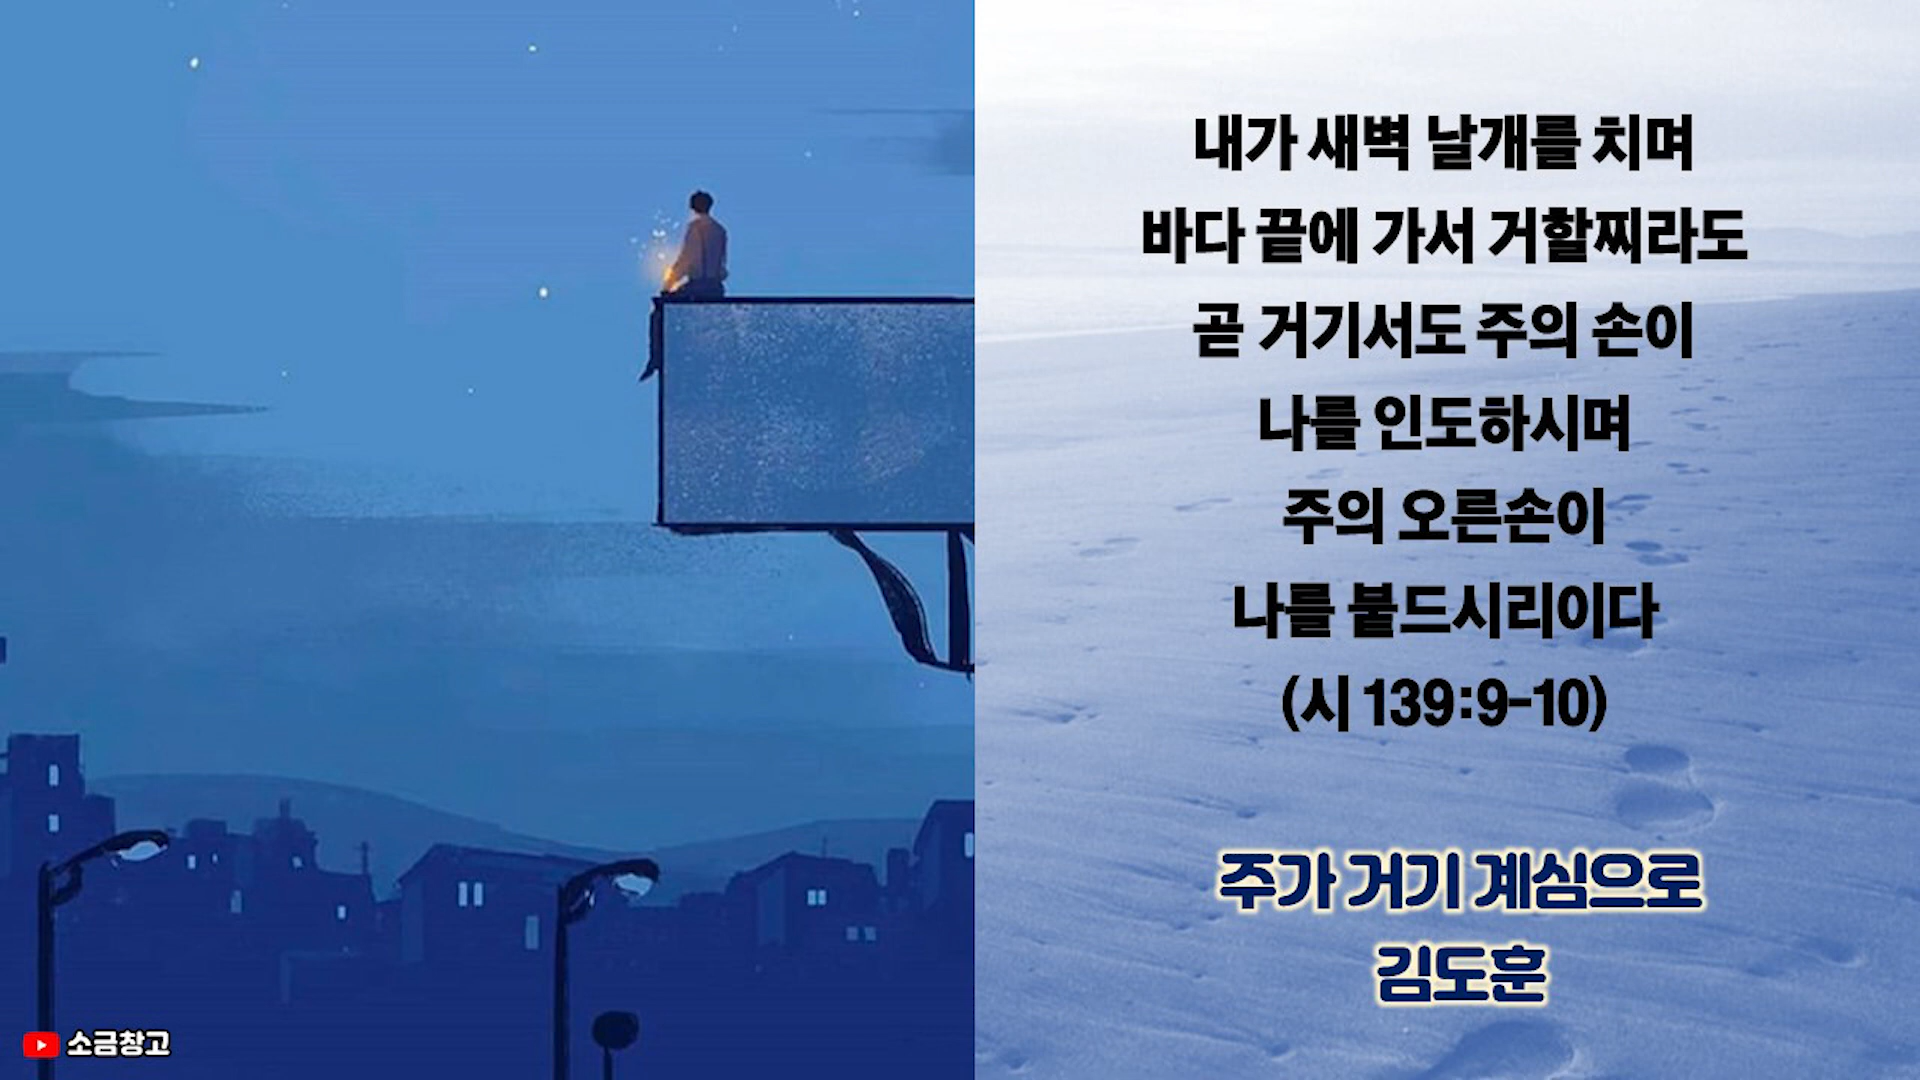 내가 새벽 날개를 치며
바다 끝에 가서 거할찌라도
곧 거기서도 주의 손이
나를 인도하시며
주의 오른손이
나를 붙드시리이다
(시 139:9-10)
주가 거기 계심으로
김도훈
소금창고